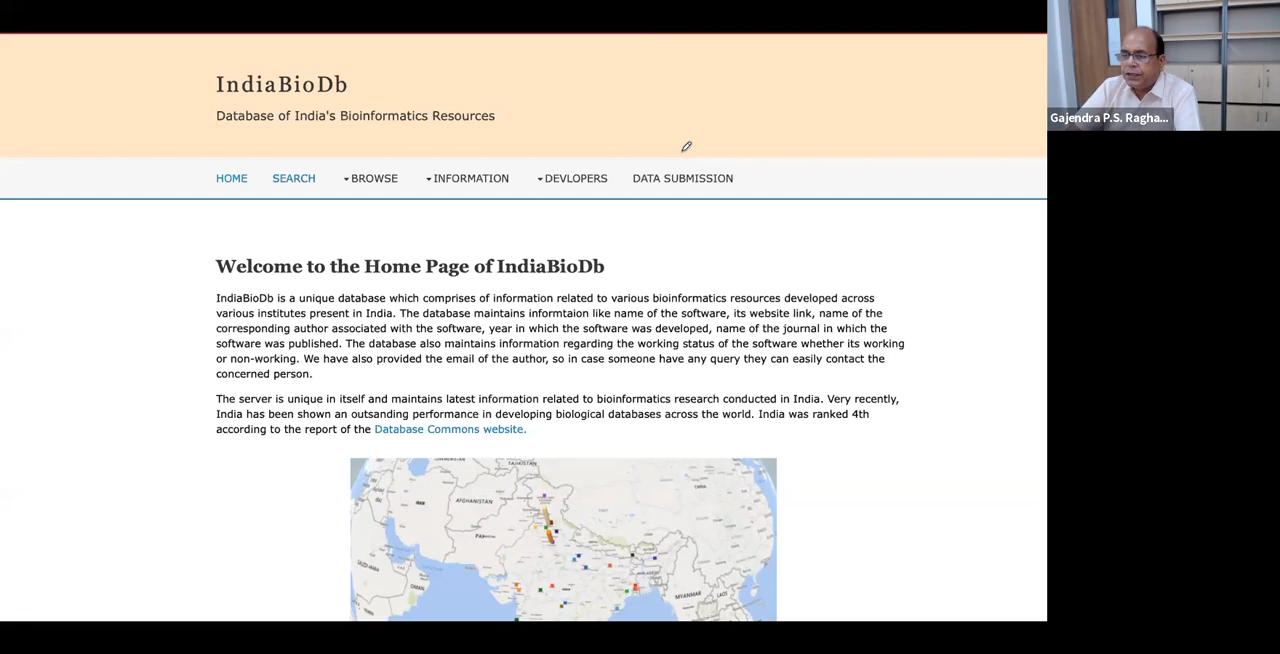 IndiaBioDb
Database of India's Bioinformatics Resources
Gajendra P.S. Ragha...
HOME
SEARCH
BROWSE
INFORMATION
DEVLOPERS
DATA SUBMISSION
Welcome to the Home Page of IndiaBioDb
IndiaBioDb is a unique database which comprises of information related to various bioinformatics resources developed across
various institutes present in India. The database maintains informtaion like name of the software, its website link, name of the
corresponding author associated with the software, year in which the software was developed, name of the journal in which the
software was published. The database also maintains information regarding the working status of the software whether its working
or non-working. We have also provided the email of the author, so in case someone have any query they can easily contact the
concerned person.
The server is unique in itself and maintains latest information related to bioinformatics research conducted in India. Very recently,
India has been shown an outsanding performance in developing biological databases across the world. India was ranked 4th
according to the report of the Database Commons website.
TAJIKISTAN
AFGHANISTAN
IRAN
OMAN
MYANMAR
LAOS